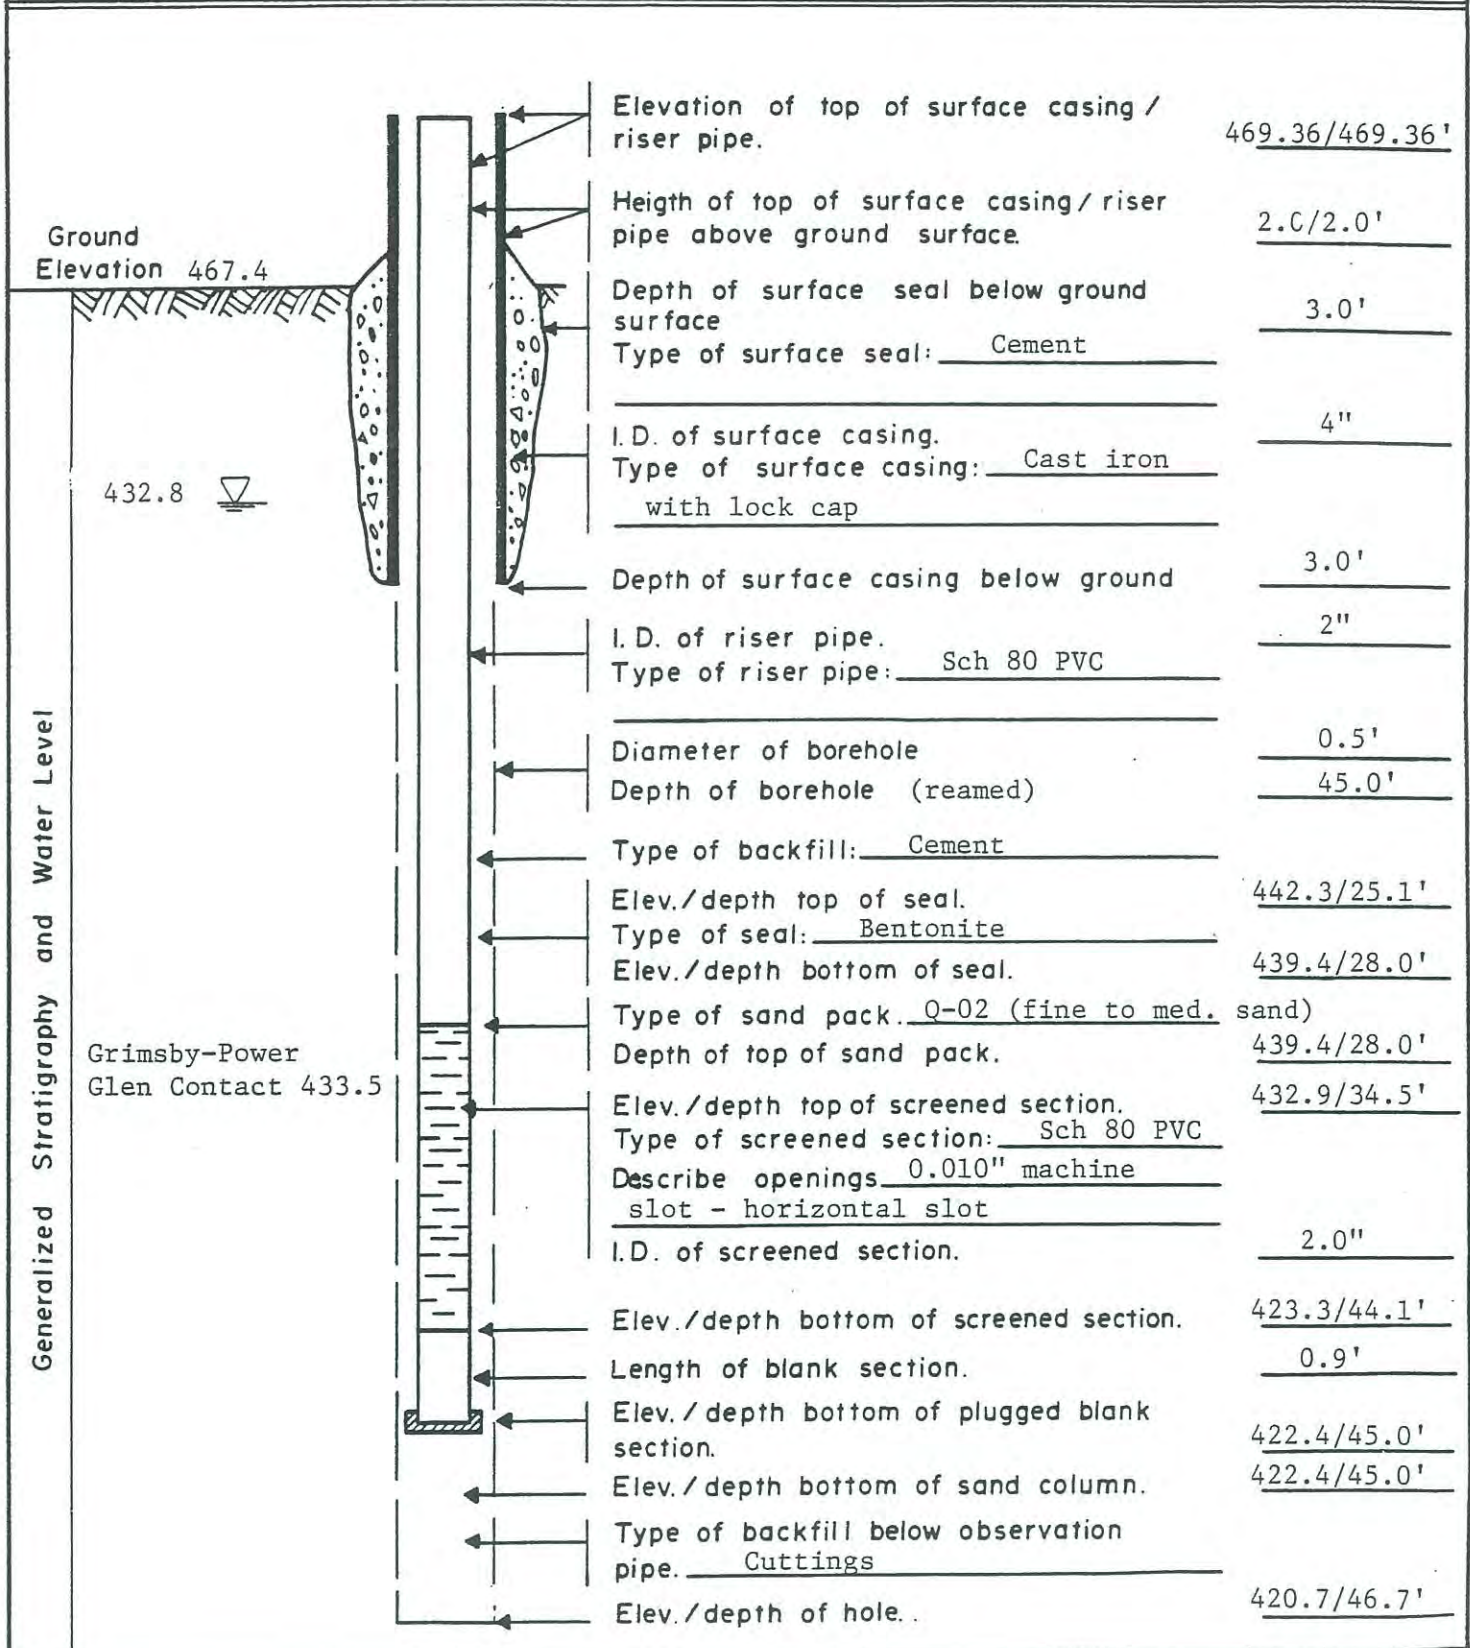 Elevation of top of surface casing /
riser pipe. 469.36/469.36'
Heigth of top of surface casing / riser
pipe above ground surface. 2.C/2.0'
Ground
Elevation 467.4
Depth of surface seal below ground
surface 3.0'
Type of surface seal: Cement
I.D. of surface casing. 4"
Type of surface casing: Cast iron
with lock cap
432.8
Depth of surface casing below ground 3.0'
I.D. of riser pipe. 2"
Type of riser pipe: Sch 80 PVC
Diameter of borehole 0.5'
Depth of borehole (reamed) 45.0'
Type of backfill: Cement
Elev./depth top of seal. 442.3/25.1'
Type of seal: Bentonite
Elev./depth bottom of seal. 439.4/28.0'
Type of sand pack. Q-02 (fine to med. sand)
Depth of top of sand pack. 439.4/28.0'
Grimsby-Power
Glen Contact 433.5
Elev./depth top of screened section. 432.9/34.5'
Type of screened section: Sch 80 PVC
Describe openings 0.010" machine
slot - horizontal slot
I.D. of screened section. 2.0"
Elev./depth bottom of screened section. 423.3/44.1'
Length of blank section. 0.9'
Elev./depth bottom of plugged blank
section. 422.4/45.0'
Elev./depth bottom of sand column. 422.4/45.0'
Type of backfill below observation
pipe. Cuttings
Elev./depth of hole.. 420.7/46.7'
Generalized Stratigraphy and Water Level